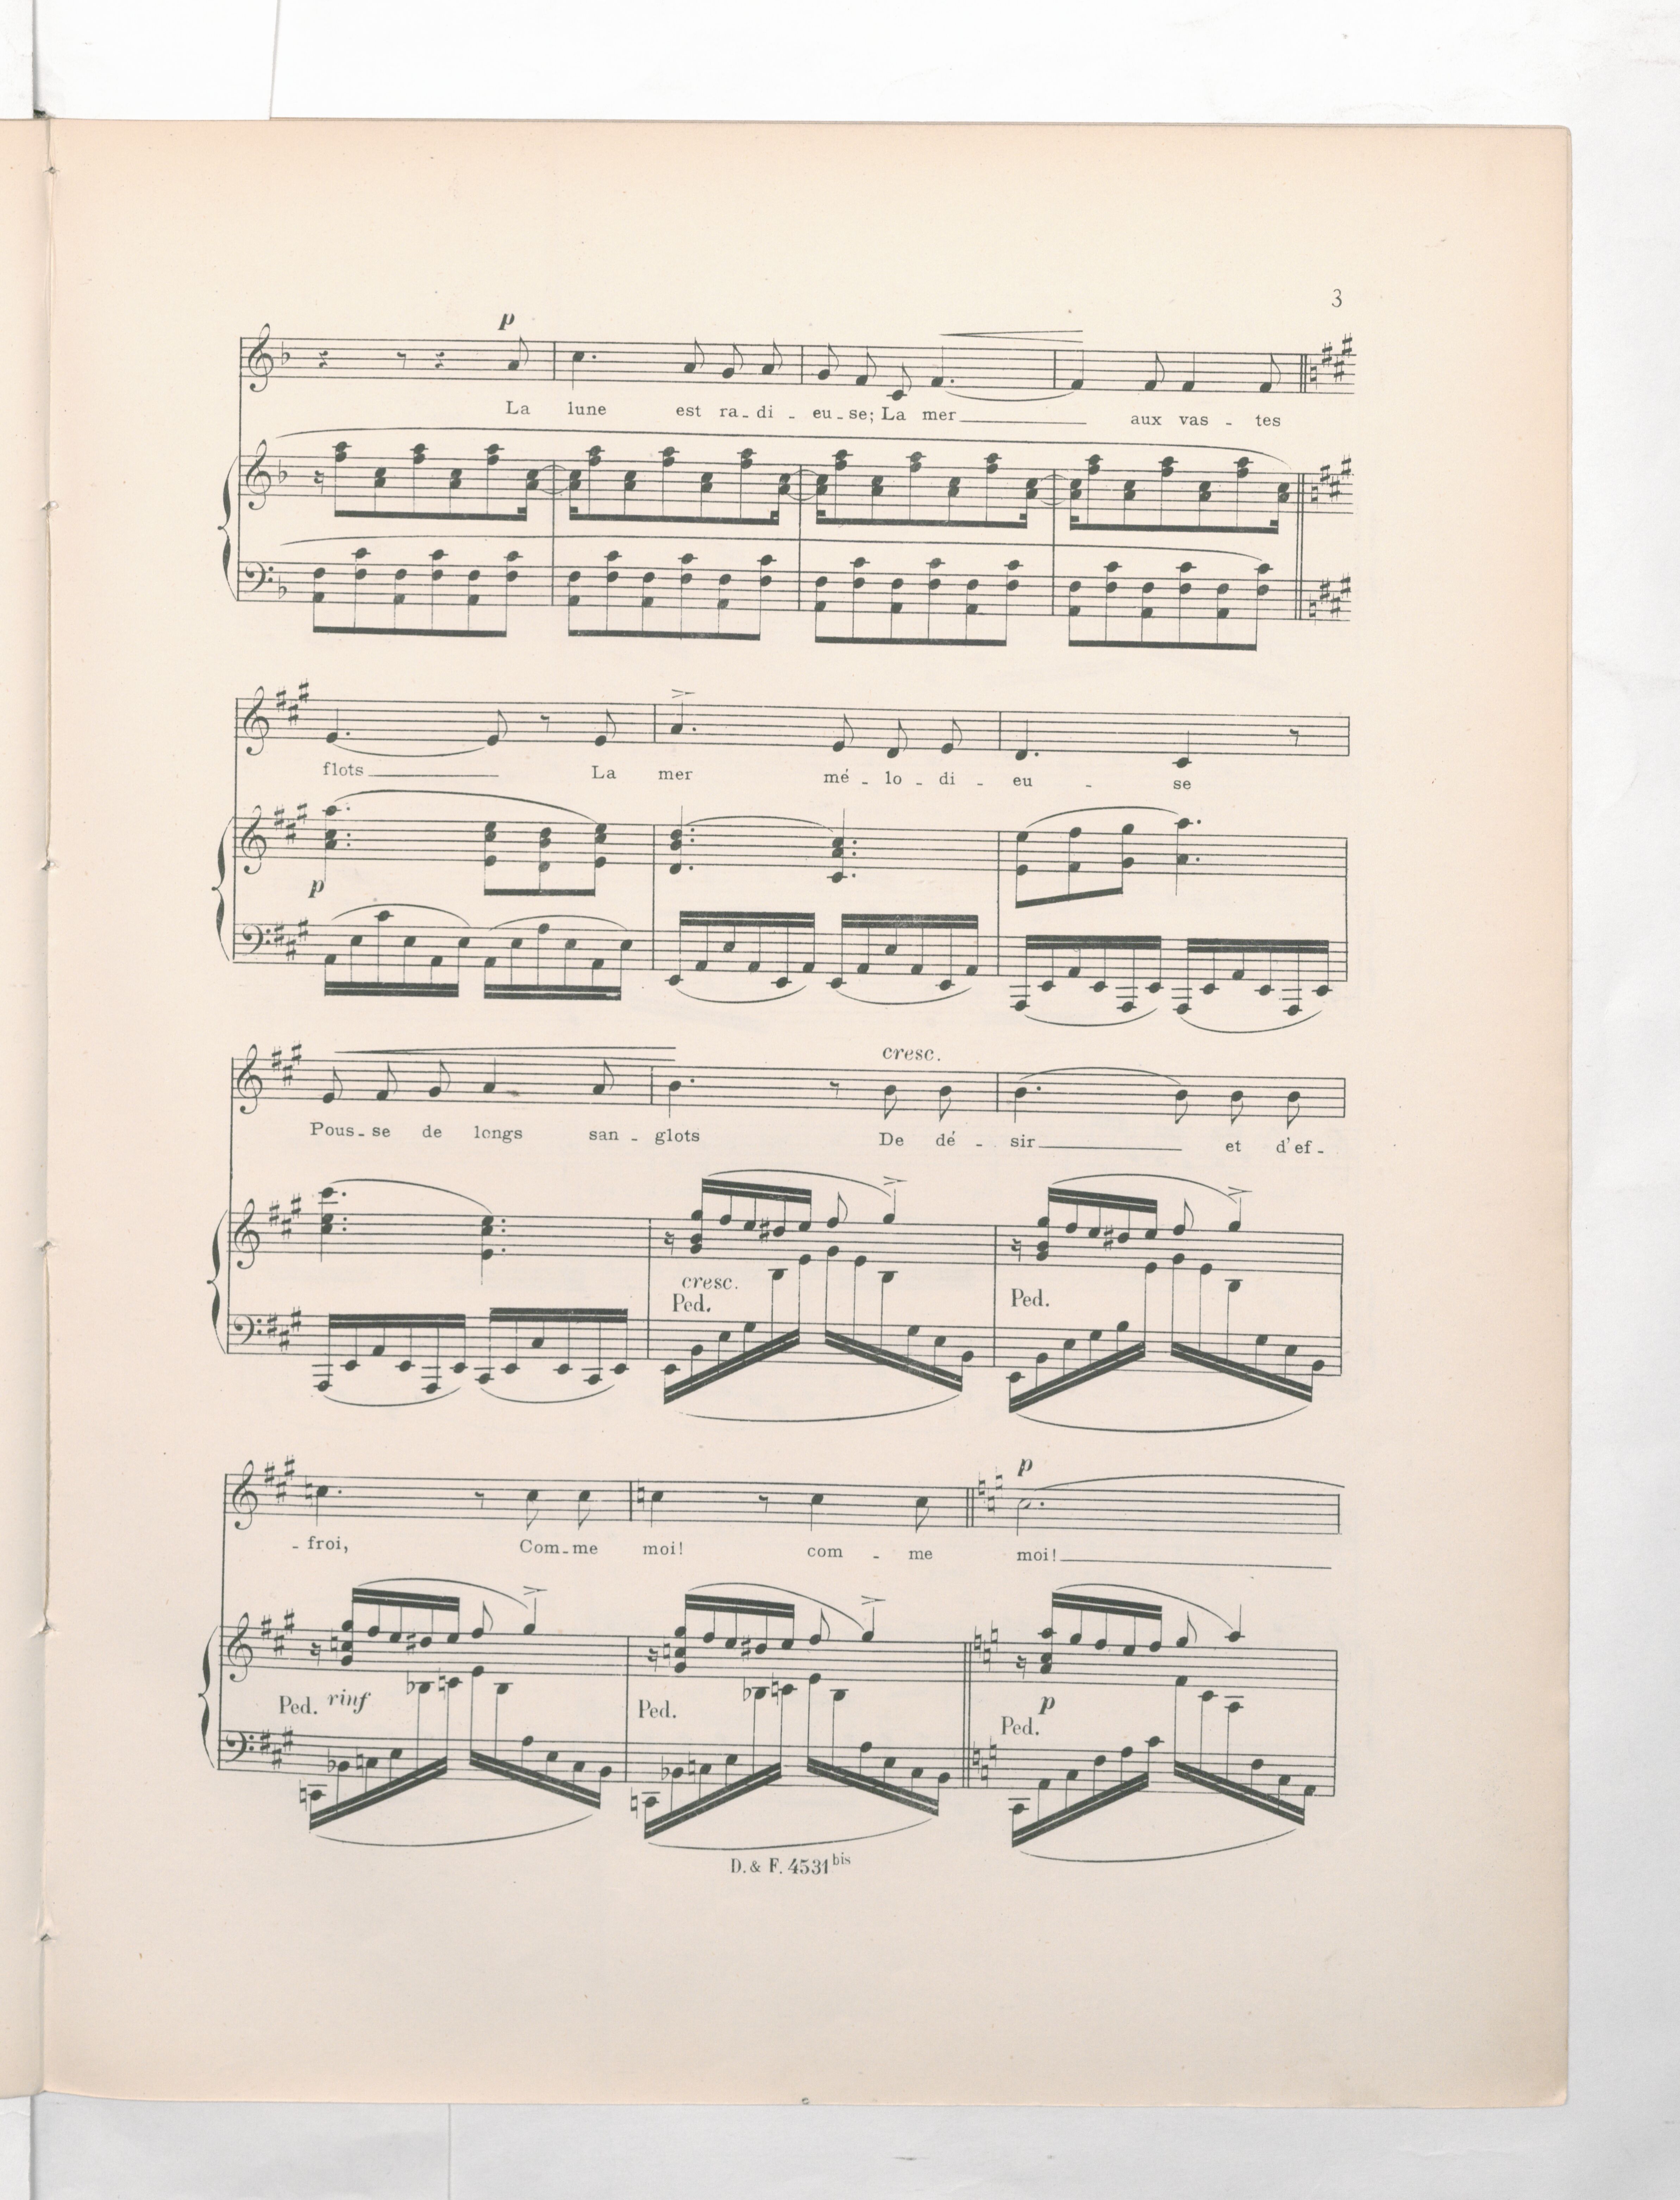 3
p
La lune est ra-di-eu-se; La mer aux vas-tes
flots La mer mé-lo-di-eu-se
p
cresc.
Pous-se de longs san-glots De dé-sir et d'ef-
cresc.
Ped. Ped.
p
-froi, Com-me moi! com-me moi!
Ped. rinf Ped. Ped. p
D. & F. 4531 bis